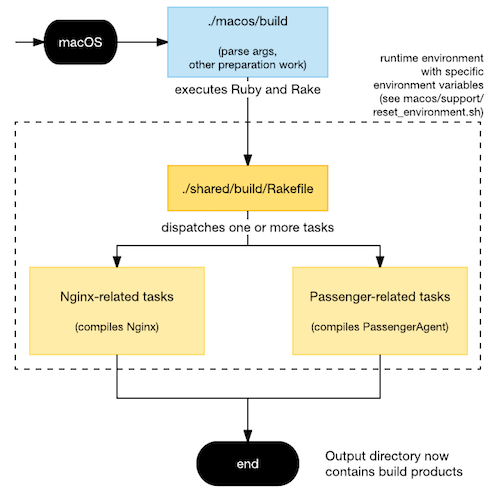 macOS
./macos/build
(parse args,
other preparation work)
runtime environment
with specific
environment variables
(see macos/support/
reset_environment.sh)
executes Ruby and Rake
./shared/build/Rakefile
dispatches one or more tasks
Nginx-related tasks
(compiles Nginx)
Passenger-related tasks
(compiles PassengerAgent)
end
Output directory now
contains build products